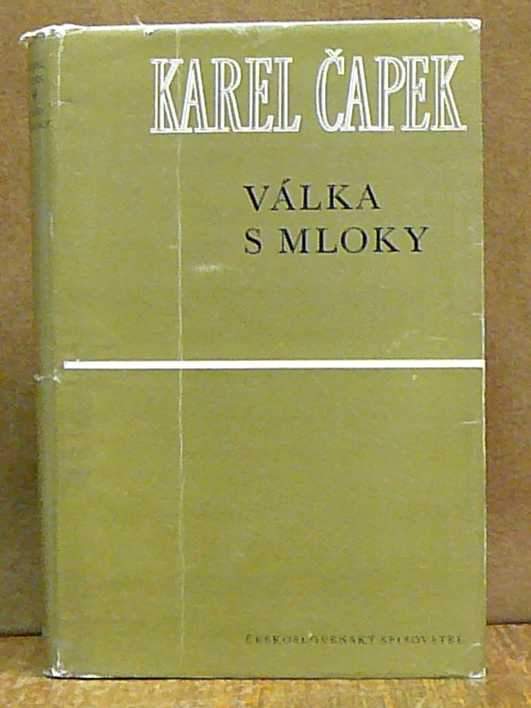 KAREL ČAPEK
VÁLKA
S MLOKY
ČESKOSLOVENSKÝ SPISOVATEL